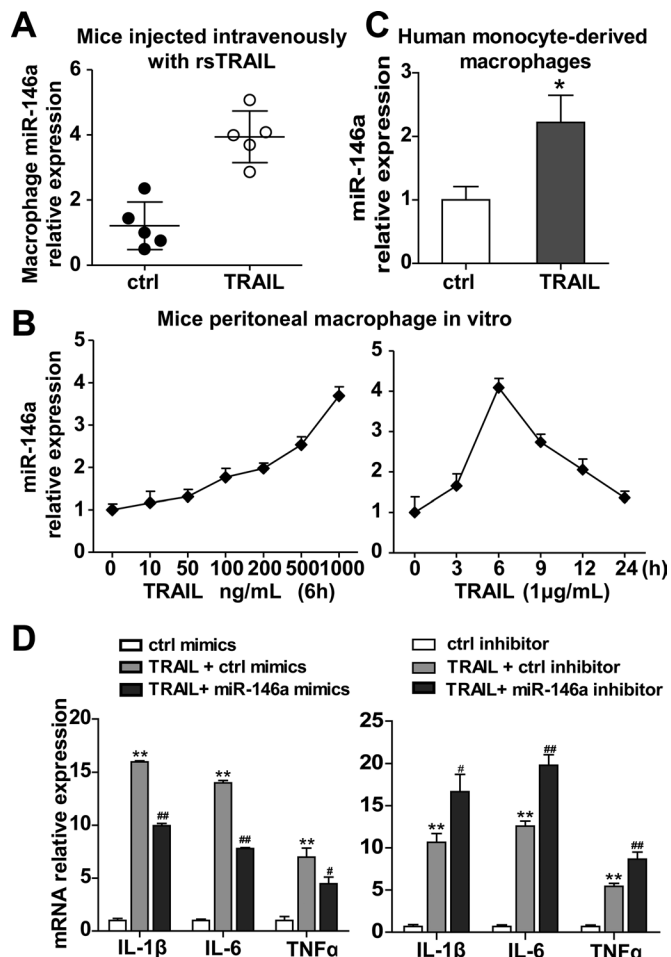 A
Mice injected intravenously
with rsTRAIL
Macrophage miR-146a
relative expression
6
4
2
0
ctrl
TRAIL
C
Human monocyte-derived
macrophages
miR-146a
relative expression
3
2
1
0
*
ctrl
TRAIL
B
Mice peritoneal macrophage in vitro
miR-146a
relative expression
5
4
3
2
1
0
0 10 50 100 200 500 1000
TRAIL ng/mL (6h)
5
4
3
2
1
0
0 3 6 9 12 24 (h)
TRAIL (1μg/mL)
D
ctrl mimics
TRAIL + ctrl mimics
TRAIL+ miR-146a mimics
mRNA relative expression
20
15
10
5
0
** ## ** ## ** #
IL-1β IL-6 TNFα
ctrl inhibitor
TRAIL + ctrl inhibitor
TRAIL+ miR-146a inhibitor
25
20
15
10
5
0
** # ** ## ** ##
IL-1β IL-6 TNFα